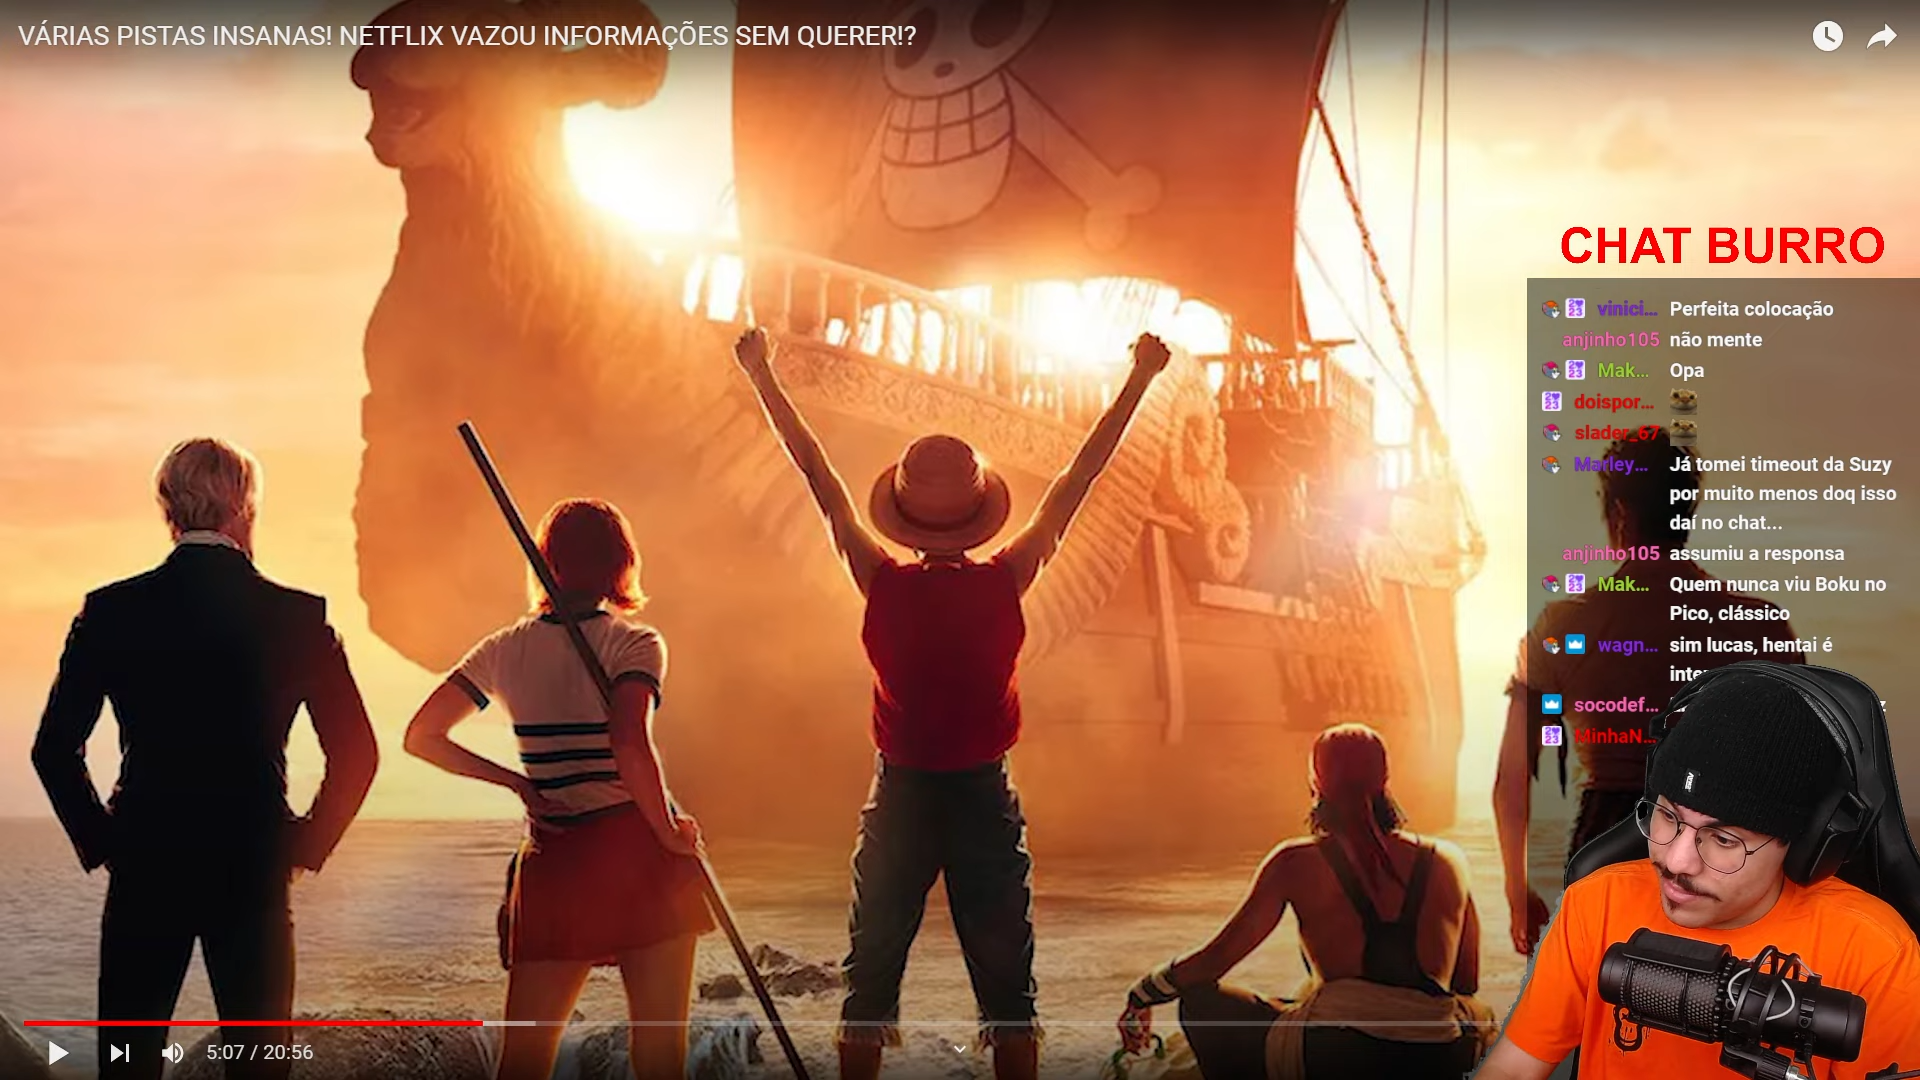 VÁRIAS PISTAS INSANAS! NETFLIX VAZOU INFORMAÇÕES SEM QUERER!?
CHAT BURRO
vinici... Perfeita colocação
anjinho105 não mente
Mak... Opa
doispor...
slader_67
Marley... Já tomei timeout da Suzy
por muito menos doq isso
daí no chat...
anjinho105 assumiu a responsa
Mak... Quem nunca viu Boku no
Pico, clássico
wagn... sim lucas, hentai é
socodef...
MinhaN...
5:07 / 20:56